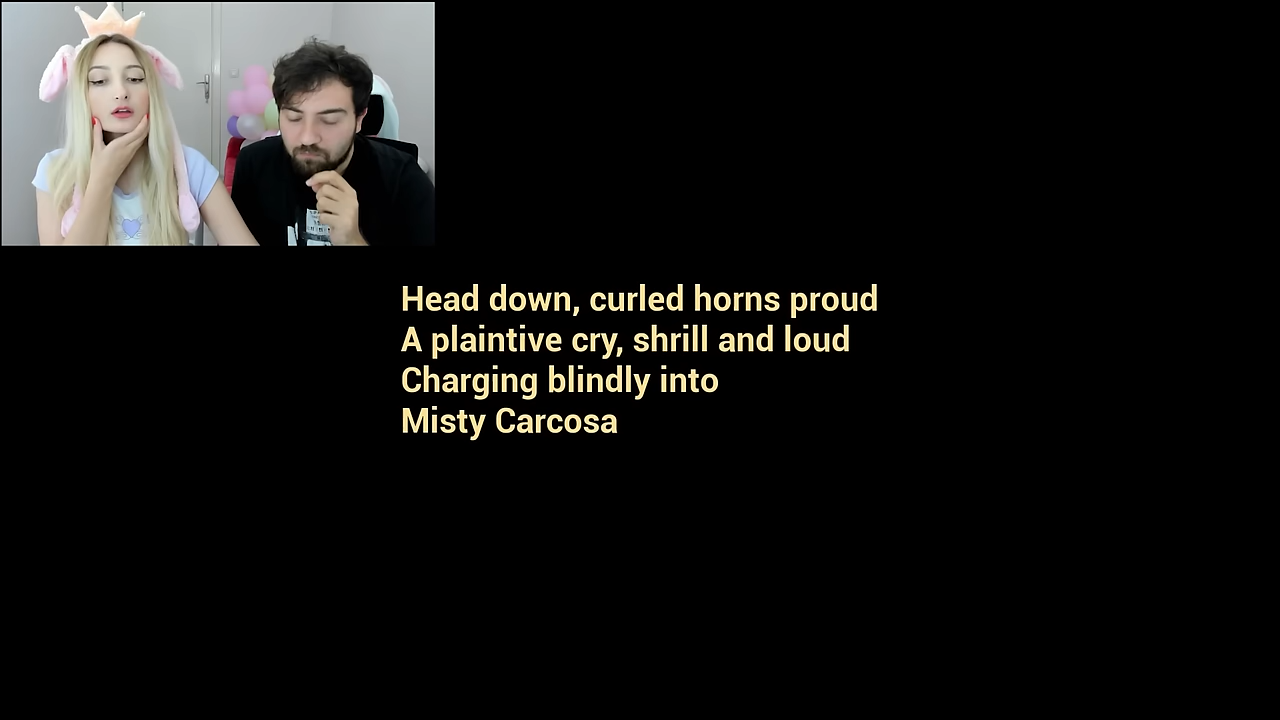 Head down, curled horns proud
A plaintive cry, shrill and loud
Charging blindly into
Misty Carcosa